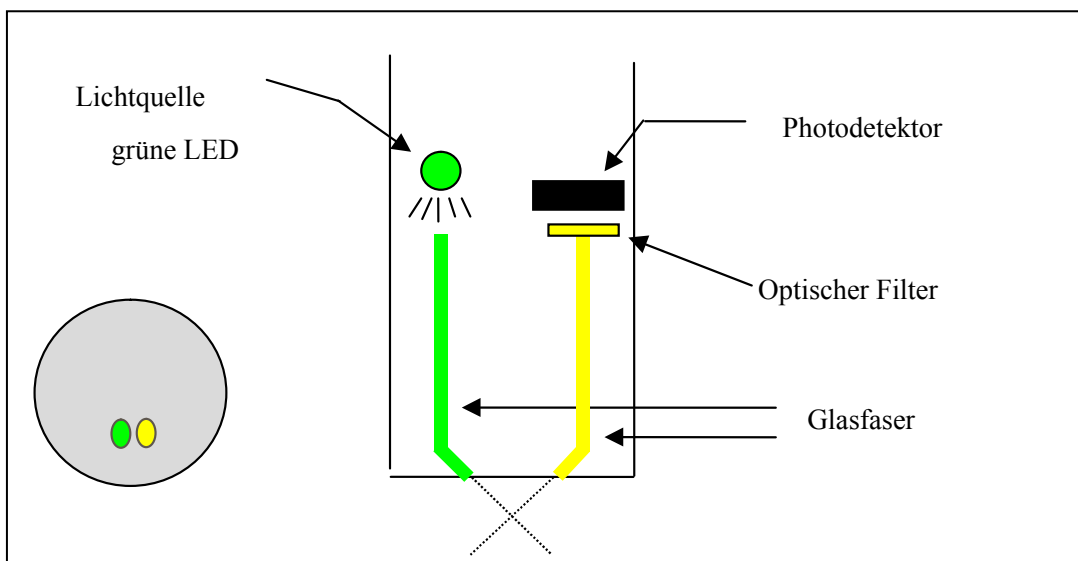 Lichtquelle
grüne LED
Photodetektor
Optischer Filter
Glasfaser